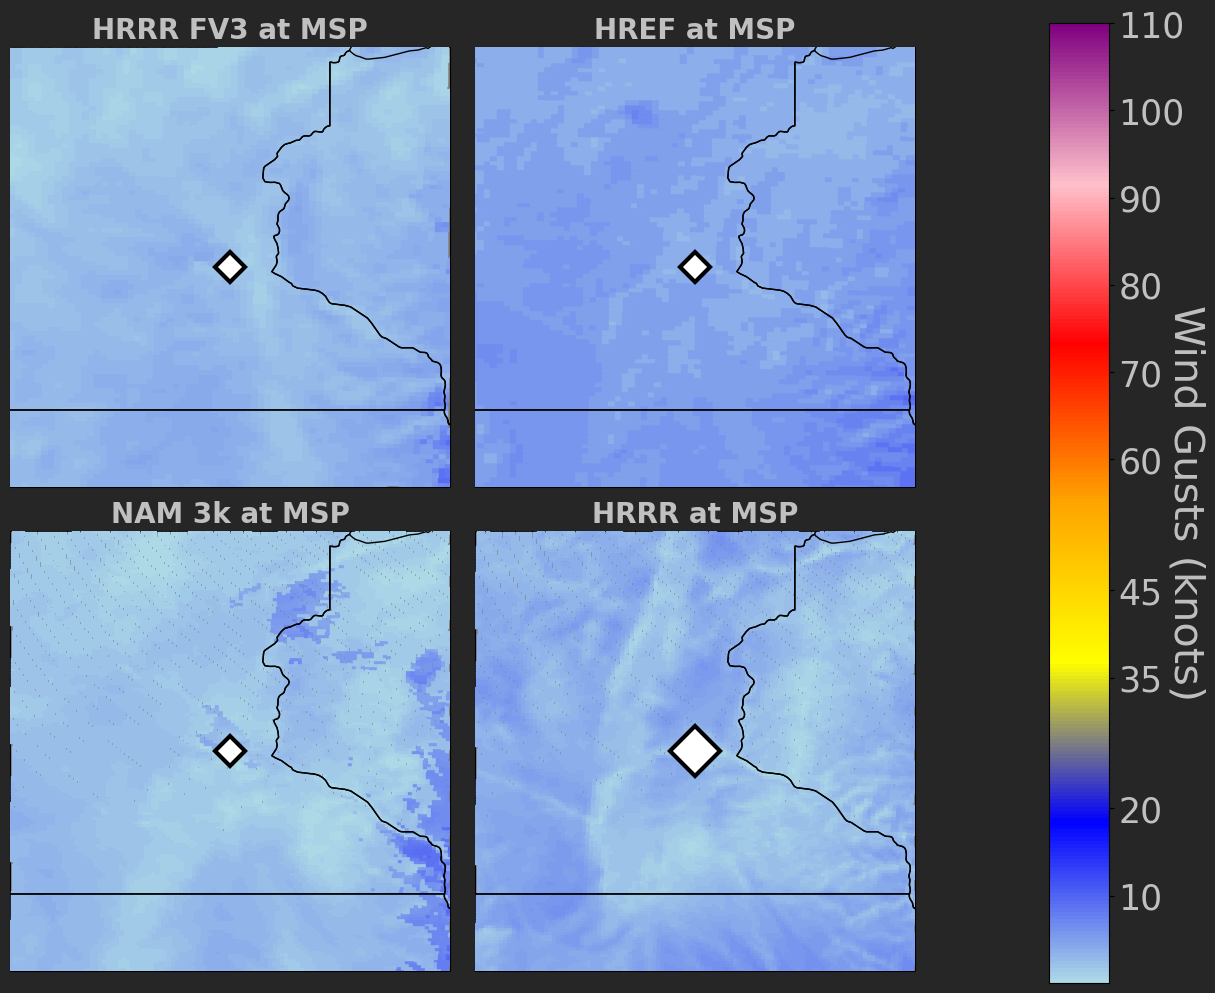 HRRR FV3 at MSP
HREF at MSP
NAM 3k at MSP
HRRR at MSP
110
100
90
80
70
60
45
35
20
10
Wind Gusts (knots)